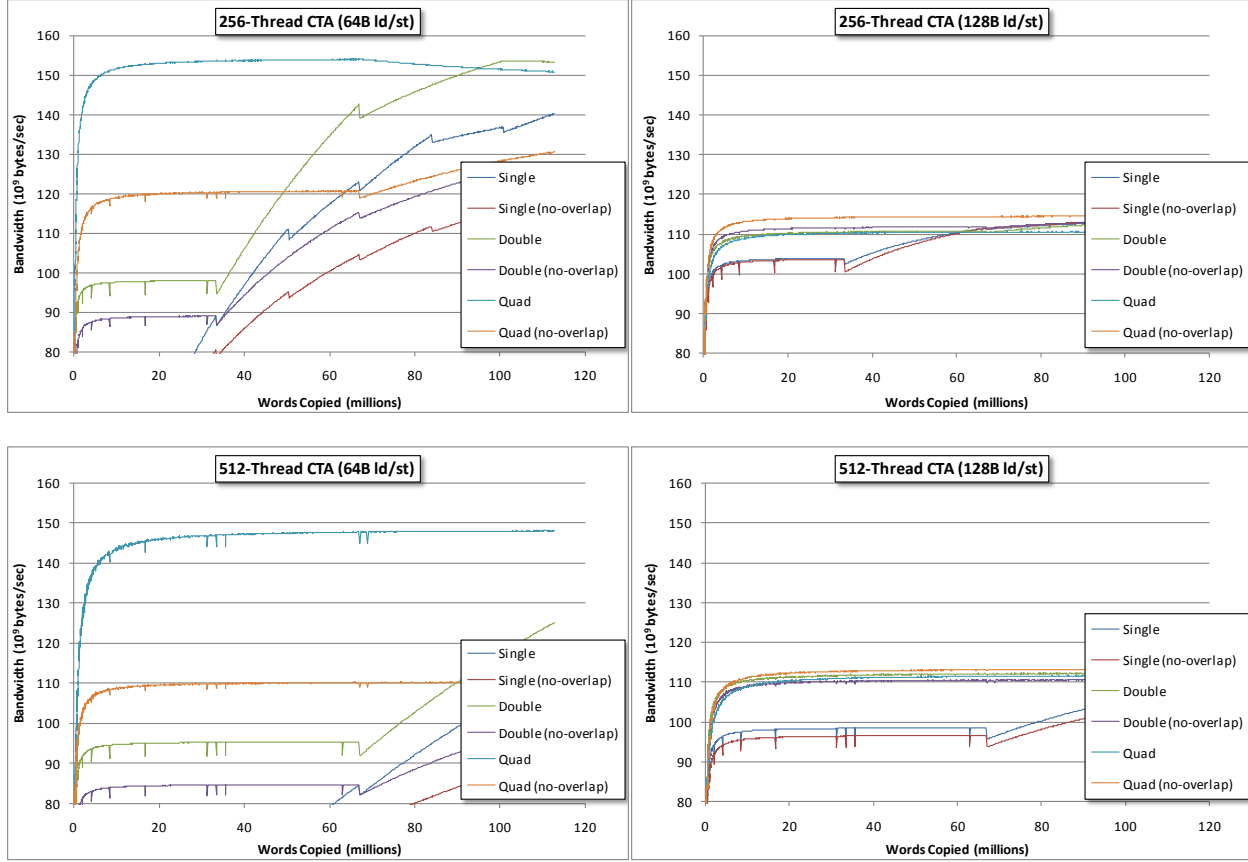 256-Thread CTA (64B ld/st)
Bandwidth (10⁹ bytes/sec)
160
150
140
130
120
110
100
90
80
0 20 40 60 80 100 120
Words Copied (millions)
Single
Single (no-overlap)
Double
Double (no-overlap)
Quad
Quad (no-overlap)
256-Thread CTA (128B ld/st)
Bandwidth (10⁹ bytes/sec)
160
150
140
130
120
110
100
90
80
0 20 40 60 80 100 120
Words Copied (millions)
Single
Single (no-overlap)
Double
Double (no-overlap)
Quad
Quad (no-overlap)
512-Thread CTA (64B ld/st)
Bandwidth (10⁹ bytes/sec)
160
150
140
130
120
110
100
90
80
0 20 40 60 80 100 120
Words Copied (millions)
Single
Single (no-overlap)
Double
Double (no-overlap)
Quad
Quad (no-overlap)
512-Thread CTA (128B ld/st)
Bandwidth (10⁹ bytes/sec)
160
150
140
130
120
110
100
90
80
0 20 40 60 80 100 120
Words Copied (millions)
Single
Single (no-overlap)
Double
Double (no-overlap)
Quad
Quad (no-overlap)